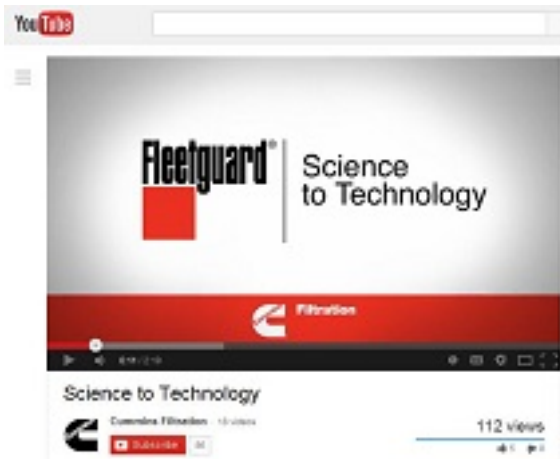 YouTube
Fleetguard®
Science
to Technology
Filtration
Science to Technology
Cummins Filtration
Subscribe
112 views